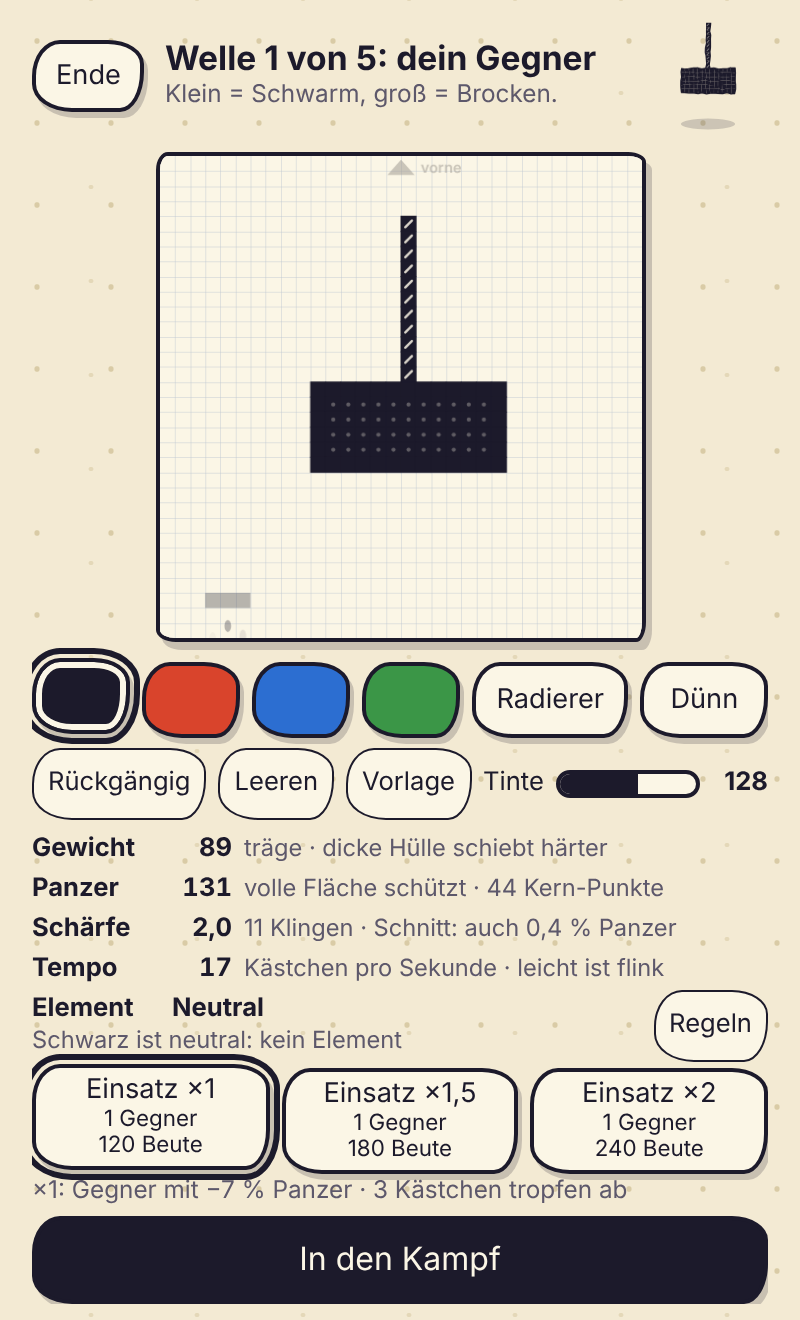 Ende
Welle 1 von 5: dein Gegner
Klein = Schwarm, groß = Brocken.
vorne
Radierer
Dünn
Rückgängig
Leeren
Vorlage
Tinte
128
Gewicht 89 träge · dicke Hülle schiebt härter
Panzer 131 volle Fläche schützt · 44 Kern-Punkte
Schärfe 2,0 11 Klingen · Schnitt: auch 0,4 % Panzer
Tempo 17 Kästchen pro Sekunde · leicht ist flink
Element Neutral
Schwarz ist neutral: kein Element
Regeln
Einsatz ×1
1 Gegner
120 Beute
Einsatz ×1,5
1 Gegner
180 Beute
Einsatz ×2
1 Gegner
240 Beute
×1: Gegner mit −7 % Panzer · 3 Kästchen tropfen ab
In den Kampf